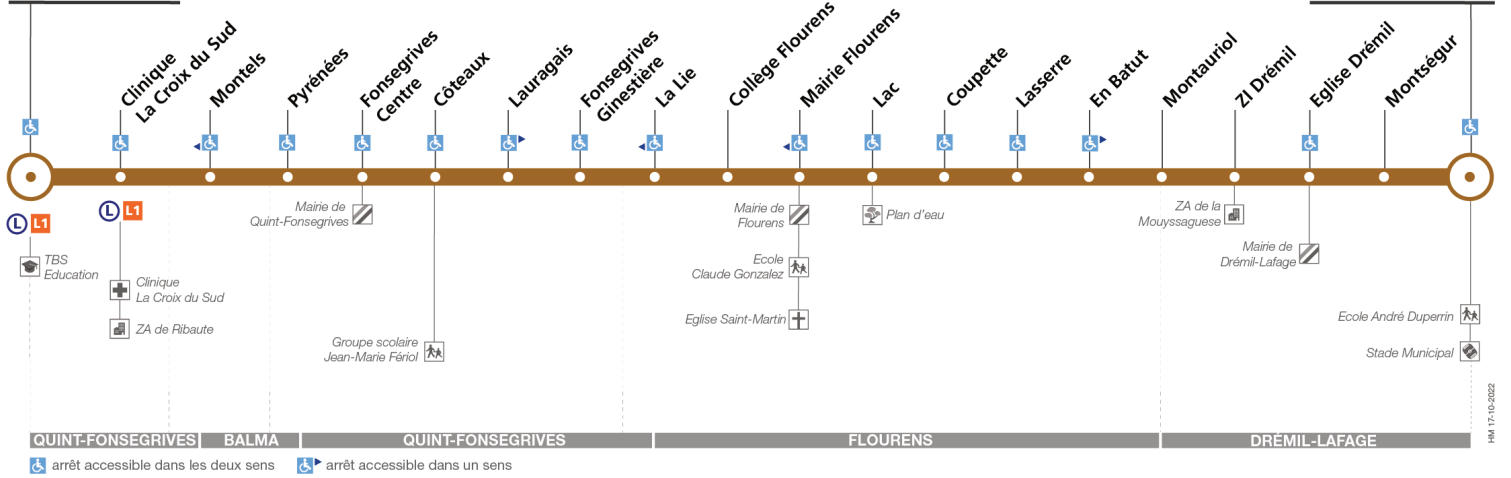 Clinique
La Croix du Sud
Montels
Pyrénées
Fonsegrives
Centre
Côteaux
Lauragais
Fonsegrives
Ginestière
La Lie
Collège Flourens
Mairie Flourens
Lac
Coupette
Lasserre
En Batut
Montauriol
ZI Drémil
Eglise Drémil
Montségur
L L1
TBS
Education
L L1
Clinique
La Croix du Sud
ZA de Ribaute
Mairie de
Quint-Fonsegrives
Groupe scolaire
Jean-Marie Fériol
Mairie de
Flourens
Ecole
Claude Gonzalez
Eglise Saint-Martin
Plan d'eau
ZA de la
Mouyssaguese
Mairie de
Drémil-Lafage
Ecole André Duperrin
Stade Municipal
HM 17-10-2022
QUINT-FONSEGRIVES BALMA QUINT-FONSEGRIVES FLOURENS DRÉMIL-LAFAGE
arrêt accessible dans les deux sens arrêt accessible dans un sens